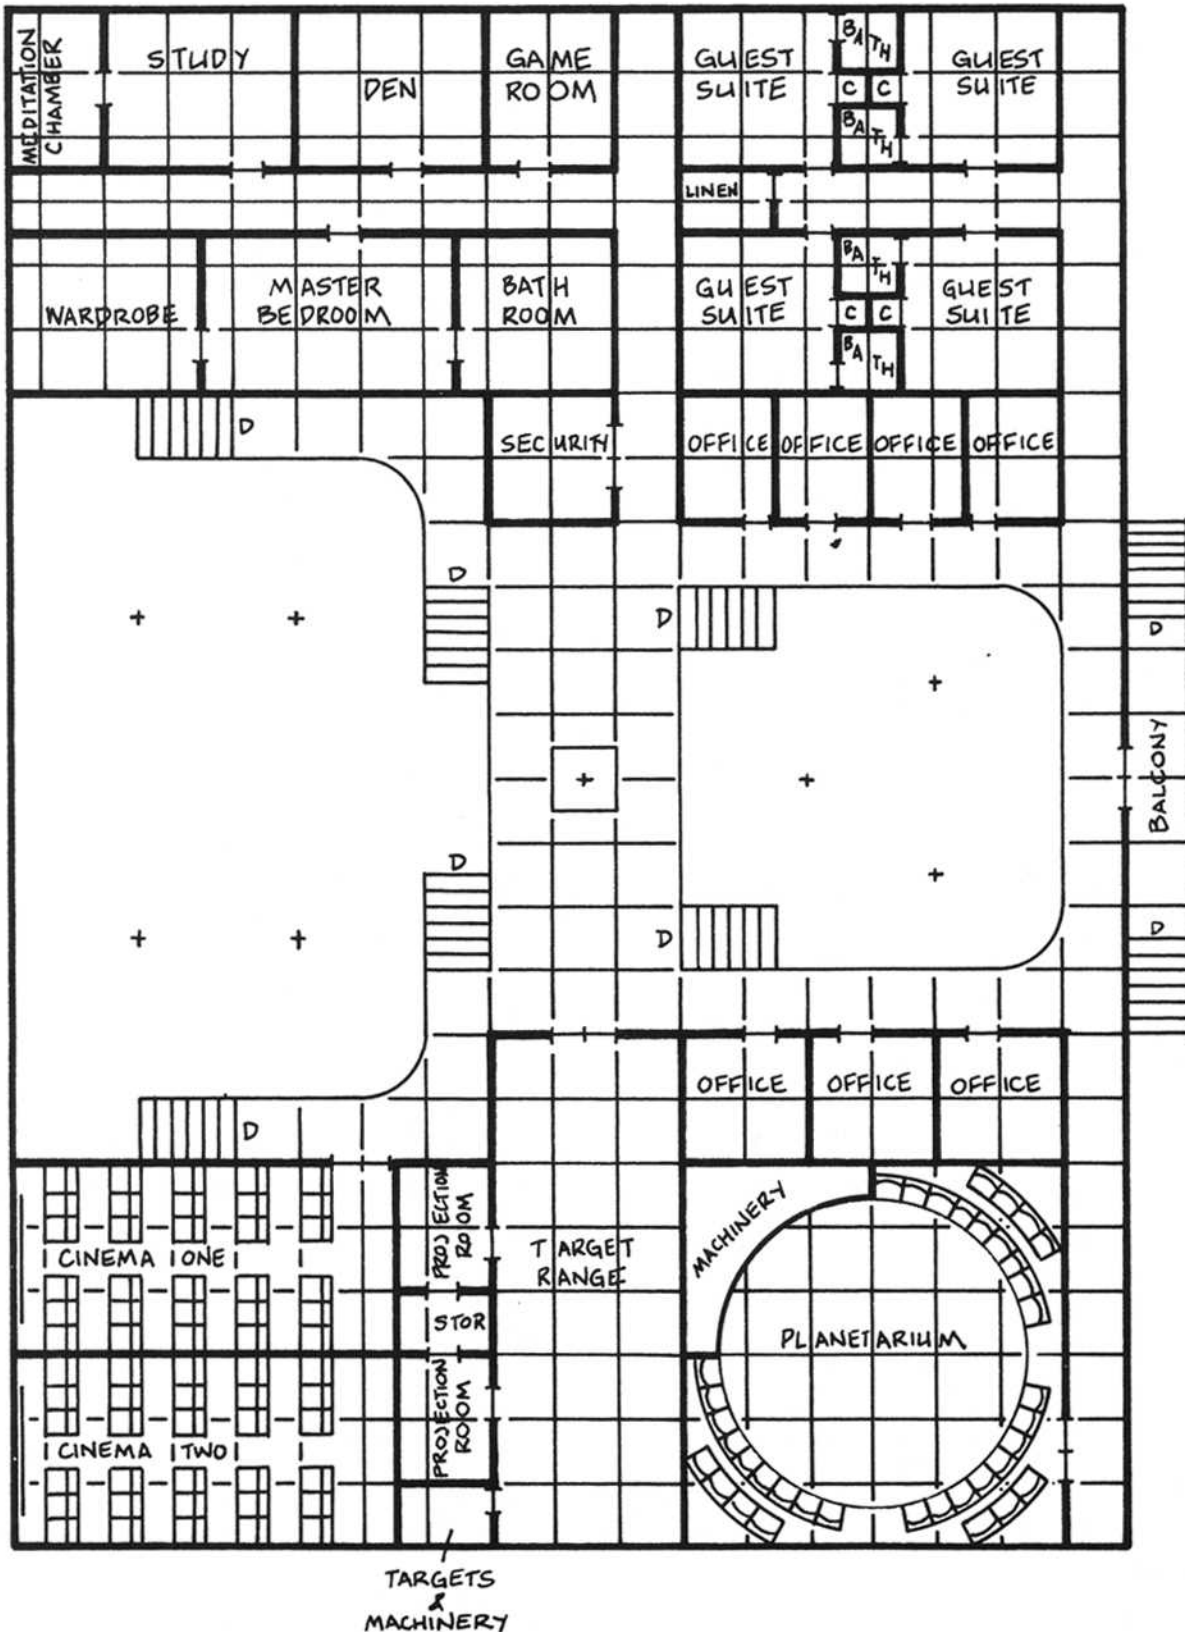 MEDITATION
CHAMBER
STUDY
DEN
GAME
ROOM
GUEST
SUITE
BATH
C C
BATH
GUEST
SUITE
LINEN
WARDROBE
MASTER
BEDROOM
BATH
ROOM
GUEST
SUITE
BATH
C C
BATH
GUEST
SUITE
D
SECURITY
OFFICE
OFFICE
OFFICE
OFFICE
D
D
D
BALCONY
D
D
D
D
OFFICE
OFFICE
OFFICE
CINEMA ONE
PROJECTION
ROOM
STOR
TARGET
RANGE
MACHINERY
PLANETARIUM
CINEMA TWO
PROJECTION
ROOM
TARGETS
&
MACHINERY